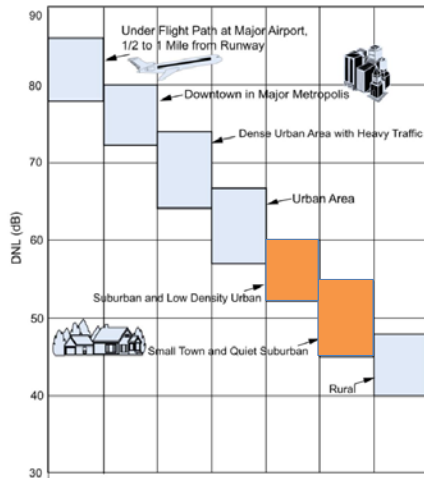 90
Under Flight Path at Major Airport,
1/2 to 1 Mile from Runway
80
Downtown in Major Metropolis
Dense Urban Area with Heavy Traffic
70
Urban Area
DNL (dB)
60
Suburban and Low Density Urban
50
Small Town and Quiet Suburban
Rural
40
30